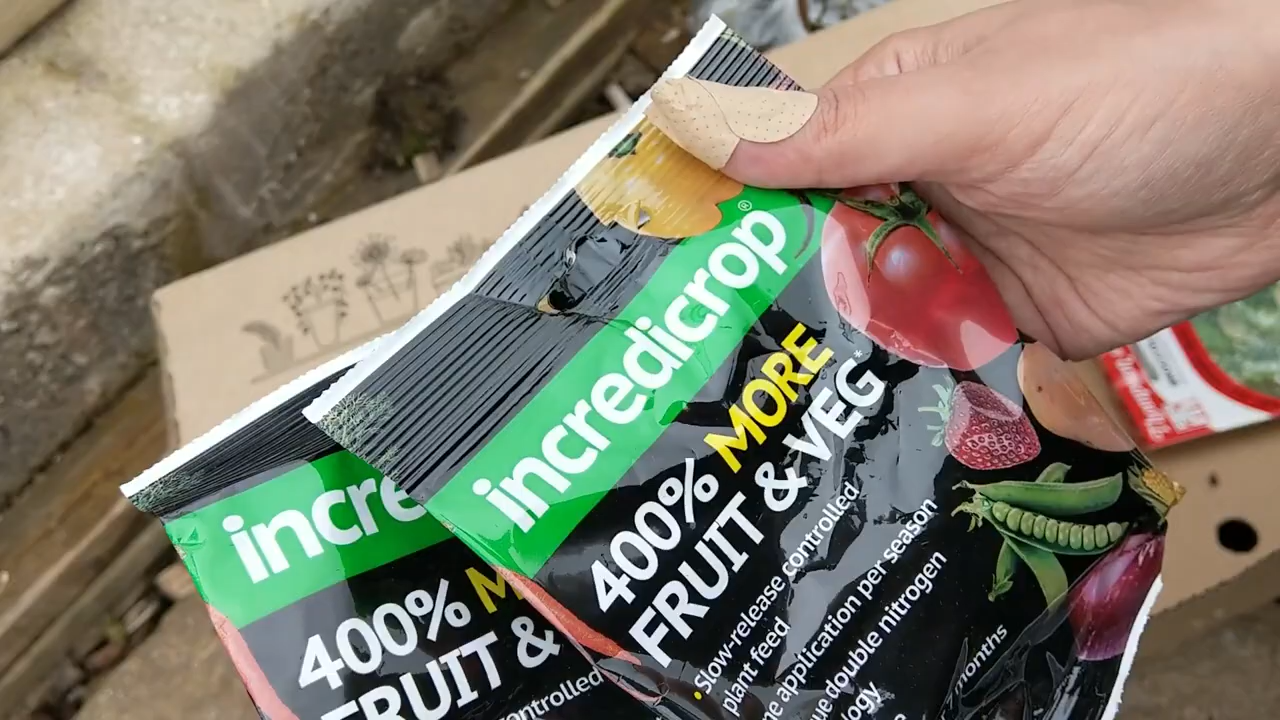 incredicrop®
400% MORE
FRUIT & VEG*
Slow-release controlled
plant feed
application per season
double nitrogen
months
incre
400% M
FRUIT &
controlled